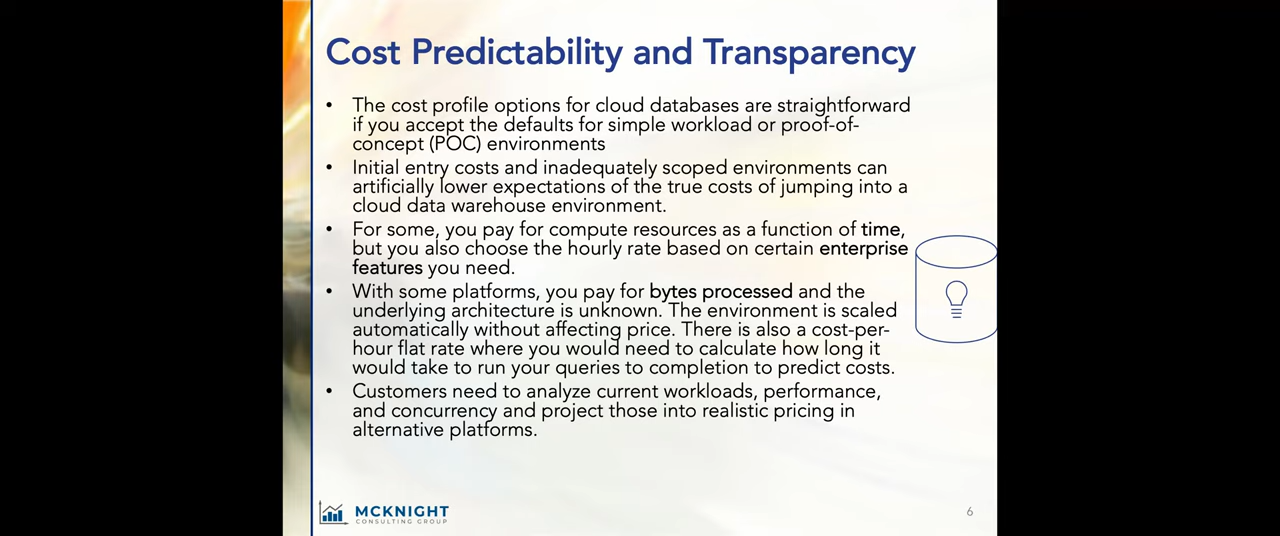 Cost Predictability and Transparency
• The cost profile options for cloud databases are straightforward
if you accept the defaults for simple workload or proof-of-
concept (POC) environments
• Initial entry costs and inadequately scoped environments can
artificially lower expectations of the true costs of jumping into a
cloud data warehouse environment.
• For some, you pay for compute resources as a function of time,
but you also choose the hourly rate based on certain enterprise
features you need.
• With some platforms, you pay for bytes processed and the
underlying architecture is unknown. The environment is scaled
automatically without affecting price. There is also a cost-per-
hour flat rate where you would need to calculate how long it
would take to run your queries to completion to predict costs.
• Customers need to analyze current workloads, performance,
and concurrency and project those into realistic pricing in
alternative platforms.
MCKNIGHT
CONSULTING GROUP
6